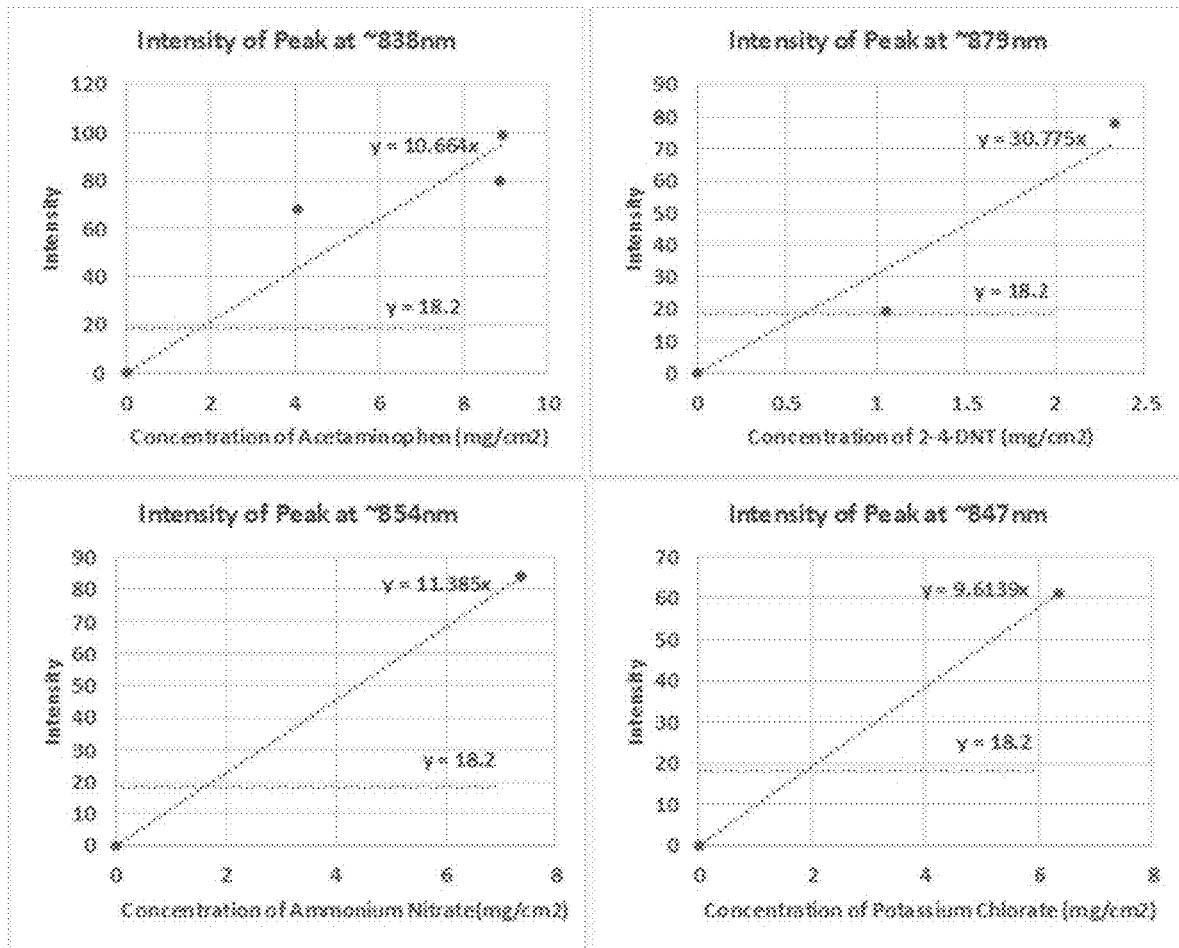 Intensity of Peak at ~838nm
120
100
80
60
40
20
0
Intensity
y = 10.664x
y = 18.2
0 2 4 6 8 10
Concentration of Acetaminophen (mg/cm2)
Intensity of Peak at ~879nm
90
80
70
60
50
40
30
20
10
0
Intensity
y = 30.775x
y = 18.2
0 0.5 1 1.5 2 2.5
Concentration of 2-4-DNT (mg/cm2)
Intensity of Peak at ~854nm
90
80
70
60
50
40
30
20
10
0
Intensity
y = 11.385x
y = 18.2
0 2 4 6 8
Concentration of Ammonium Nitrate(mg/cm2)
Intensity of Peak at ~847nm
70
60
50
40
30
20
10
0
Intensity
y = 9.6139x
y = 18.2
0 2 4 6 8
Concentration of Potassium Chlorate (mg/cm2)